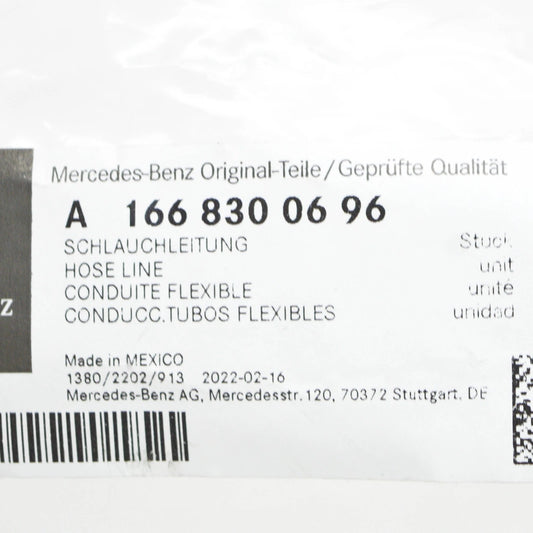 Mercedes-Benz Original-Teile/Geprüfte Qualität
A 166 830 06 96
SCHLAUCHLEITUNG Stück
HOSE LINE unit
CONDUITE FLEXIBLE unité
CONDUCC.TUBOS FLEXIBLES unidad
z
Made in MEXICO
1380/2202/913 2022-02-16
Mercedes-Benz AG, Mercedesstr.120, 70372 Stuttgart, DE